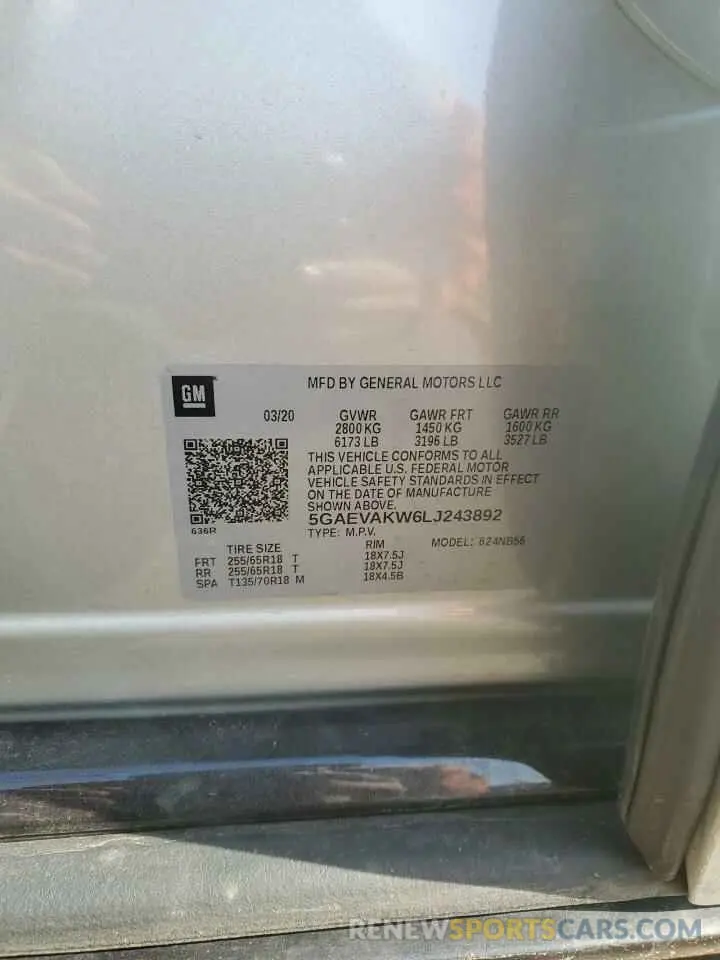 GM
MFD BY GENERAL MOTORS LLC
03/20 GVWR GAWR FRT GAWR RR
2800 KG 1450 KG 1600 KG
6173 LB 3196 LB 3527 LB
THIS VEHICLE CONFORMS TO ALL
APPLICABLE U.S. FEDERAL MOTOR
VEHICLE SAFETY STANDARDS IN EFFECT
ON THE DATE OF MANUFACTURE
SHOWN ABOVE.
5GAEVAKW6LJ243892
636R
TYPE: M.P.V. MODEL: 824NB56
TIRE SIZE RIM
FRT 255/65R18 T 18X7.5J
RR 255/65R18 T 18X7.5J
SPA T135/70R18 M 18X4.5B
RENEWSPORTSCARS.COM